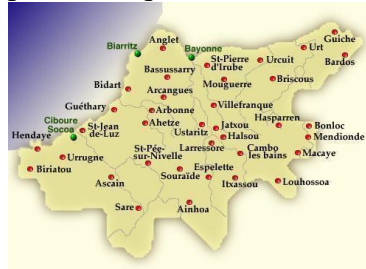 Anglet
Guiche
Biarritz
Bayonne
Urt
St-Pierre
d'Irube
Urcuit
Bardos
Bassussarry
Mouguerre
Briscous
Bidart
Arcangues
Guéthary
Arbonne
Villefranque
Ciboure
Socoa
St-Jean
de-Luz
Ahetze
Ustaritz
Jatxou
Hasparren
Bonloc
Hendaye
Halsou
Mendionde
Larressore
Urrugne
St-Pée-
sur-Nivelle
Cambo
les bains
Macaye
Biriatou
Espelette
Souraïde
Ascain
Itxassou
Louhossoa
Sare
Ainhoa